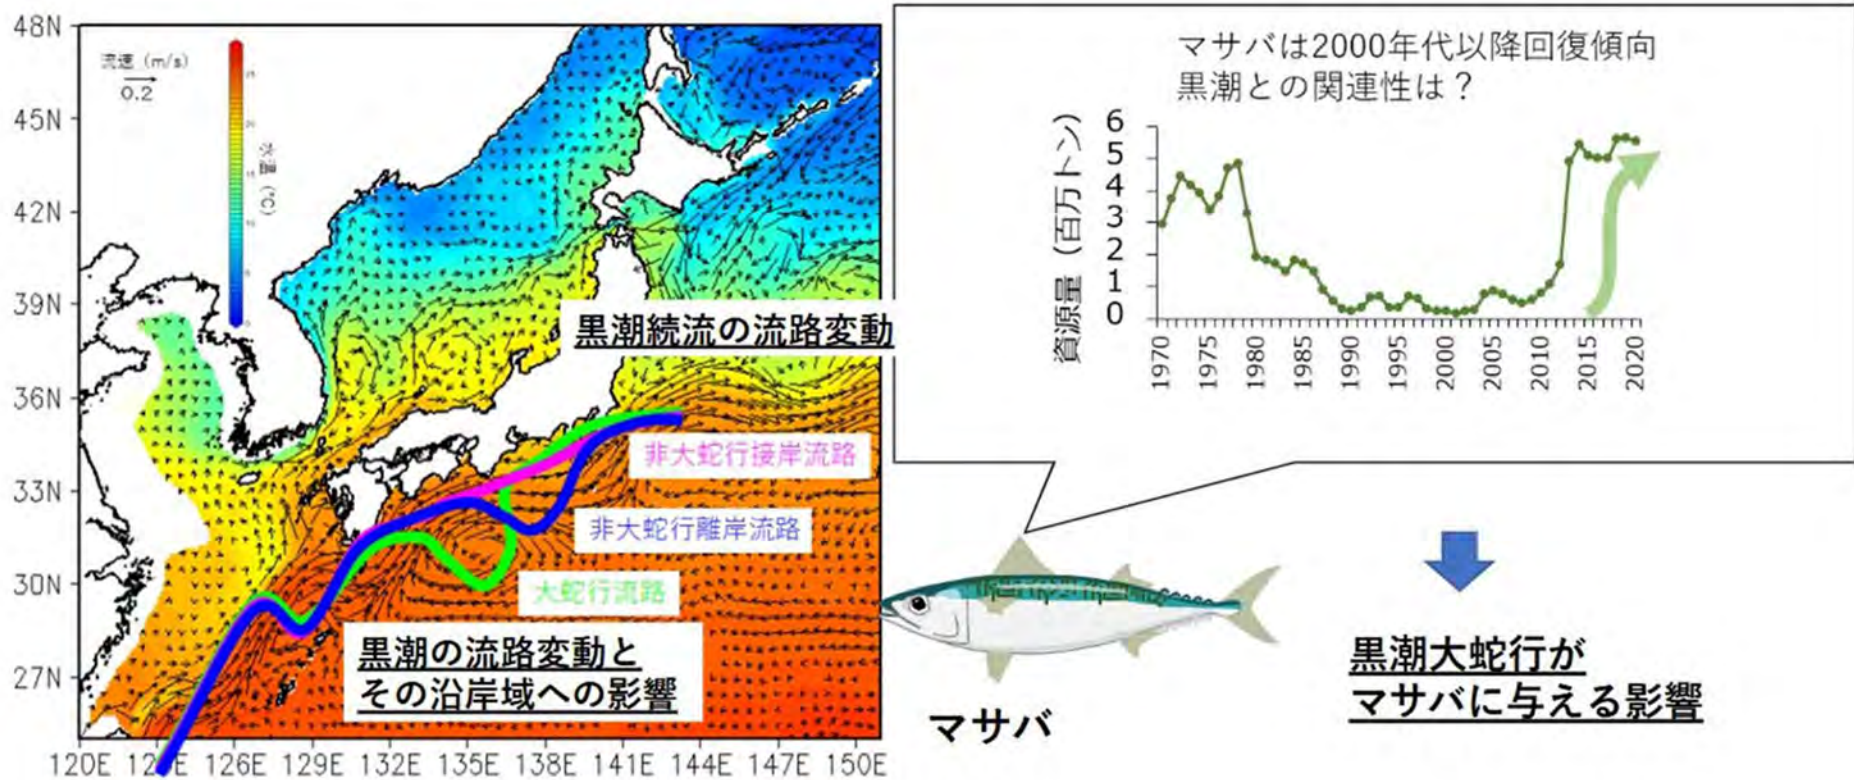 48N
45N
42N
39N
36N
33N
30N
27N
120E
126E
129E
132E
135E
138E
141E
144E
147E
150E
流速 (m/s)
0.2
水温 (℃)
黒潮続流の流路変動
非大蛇行接岸流路
非大蛇行離岸流路
大蛇行流路
黒潮の流路変動と
その沿岸域への影響
マサバは2000年代以降回復傾向
黒潮との関連性は？
資源量（百万トン）
6
5
4
3
2
1
0
1970
1975
1980
1985
1990
1995
2000
2005
2010
2015
2020
マサバ
黒潮大蛇行が
マサバに与える影響